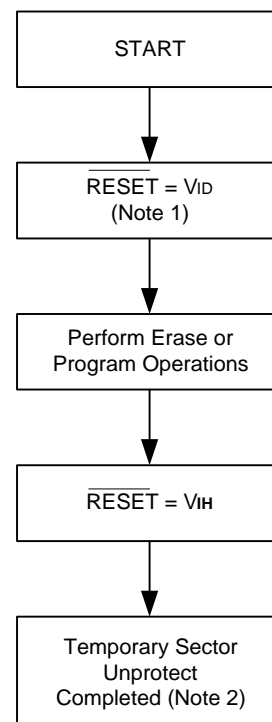 START
RESET = VID
(Note 1)
Perform Erase or
Program Operations
RESET = VIH
Temporary Sector
Unprotect
Completed (Note 2)